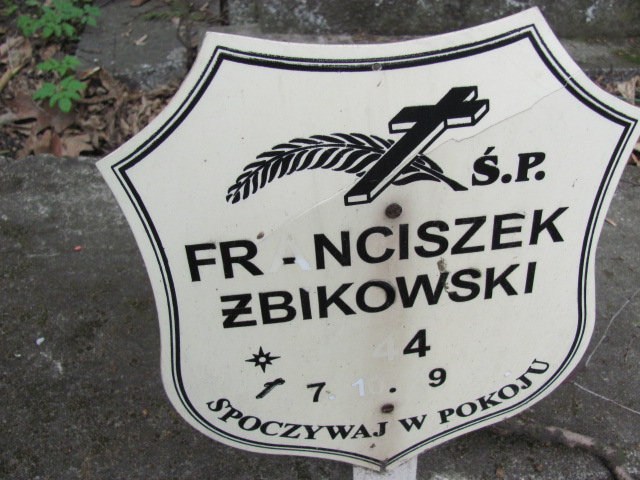 Ś.P.
FR - NCISZEK
ŻBIKOWSKI
4
7. 1 . 9
SPOCZYWAJ W POKOJU